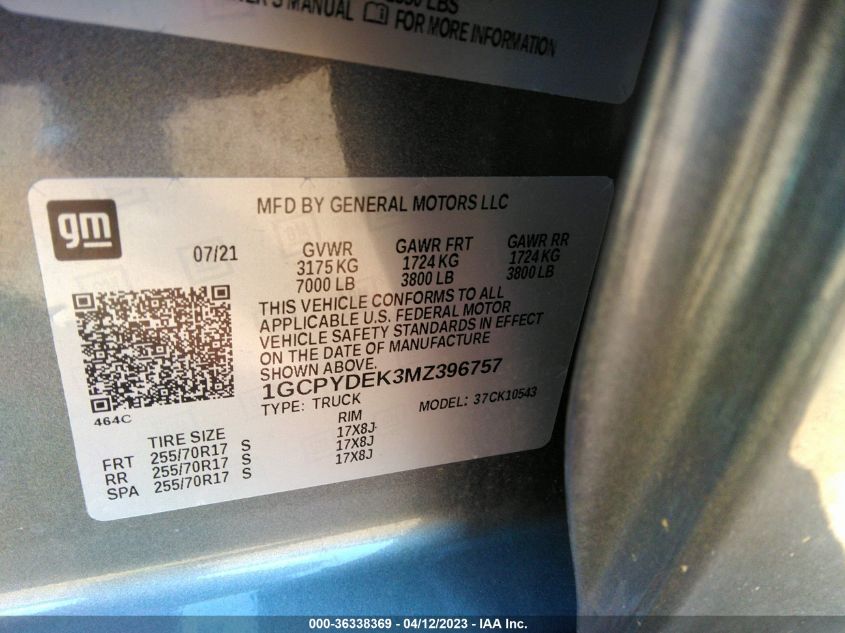 2830 LBS
ER'S MANUAL FOR MORE INFORMATION
gm
MFD BY GENERAL MOTORS LLC
07/21
GVWR GAWR FRT GAWR RR
3175 KG 1724 KG 1724 KG
7000 LB 3800 LB 3800 LB
THIS VEHICLE CONFORMS TO ALL
APPLICABLE U.S. FEDERAL MOTOR
VEHICLE SAFETY STANDARDS IN EFFECT
ON THE DATE OF MANUFACTURE
SHOWN ABOVE.
1GCPYDEK3MZ396757
TYPE: TRUCK MODEL: 37CK10543
464C
TIRE SIZE RIM
FRT 255/70R17 S 17X8J
RR 255/70R17 S 17X8J
SPA 255/70R17 S 17X8J
000-36338369 - 04/12/2023 - IAA Inc.